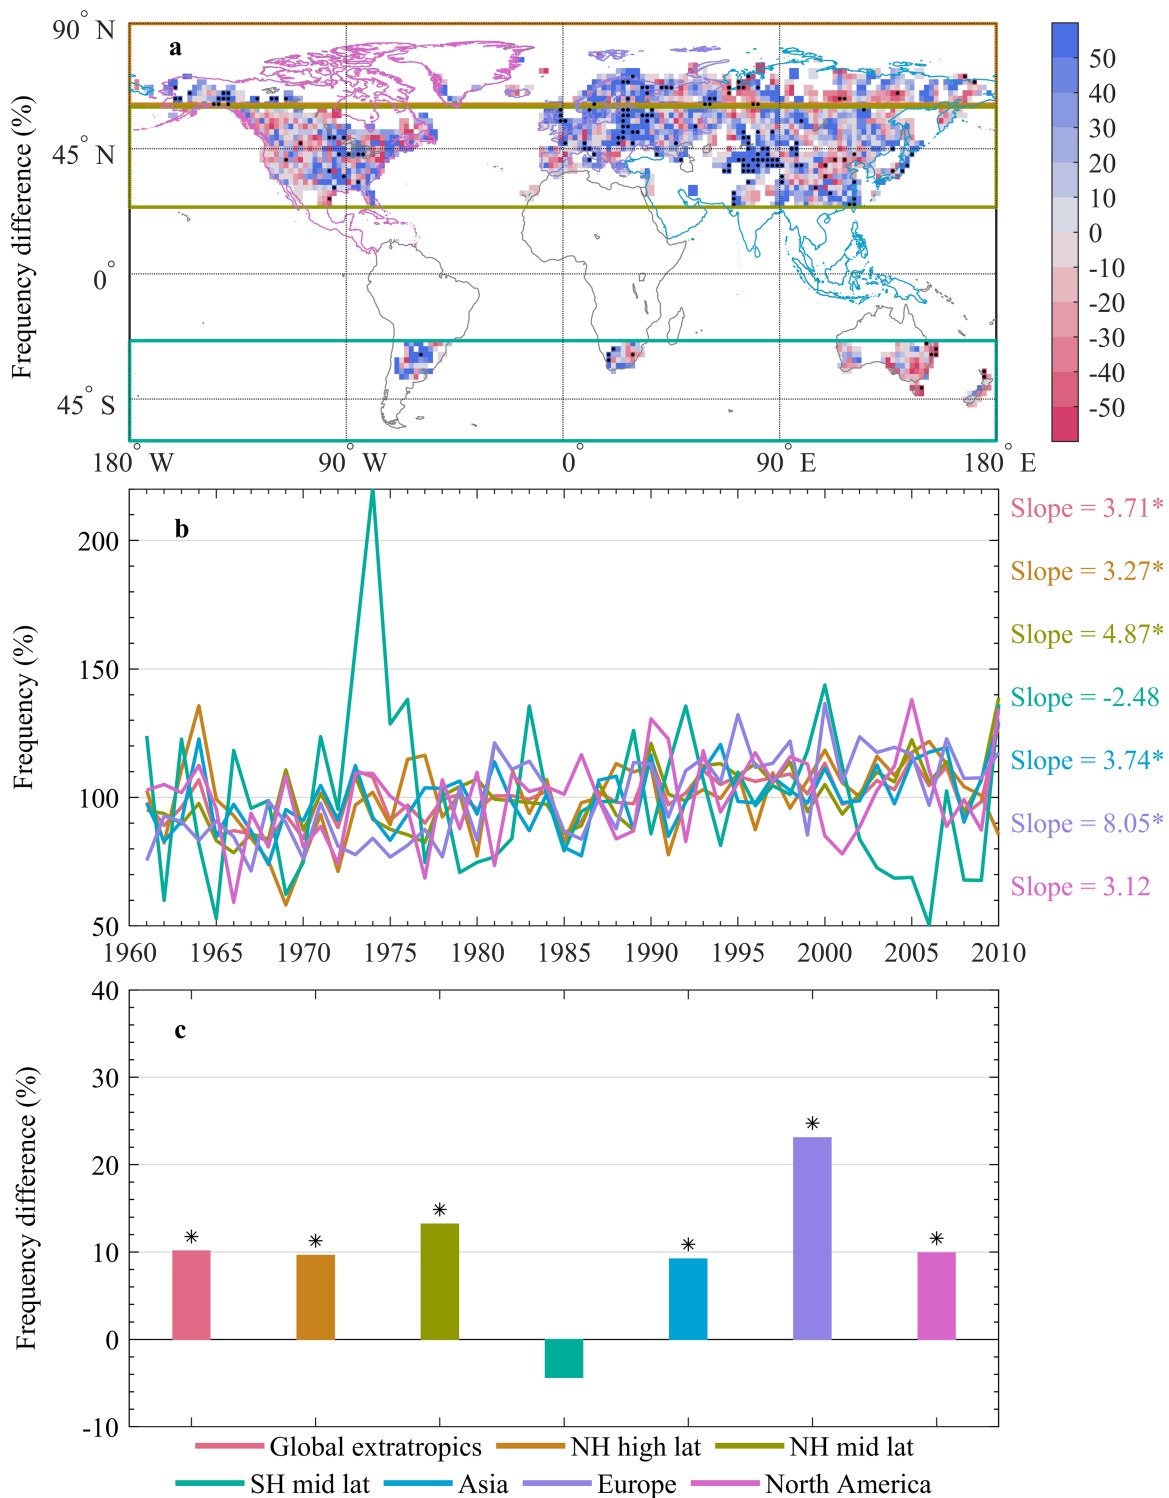 90° N
a
50
40
30
45° N
20
10
0
0°
-10
-20
-30
-40
45° S
-50
Frequency difference (%)
180° W
90° W
0°
90° E
180° E
b
Slope = 3.71*
200
Slope = 3.27*
Slope = 4.87*
150
Slope = -2.48
Slope = 3.74*
100
Slope = 8.05*
Slope = 3.12
50
Frequency (%)
1960 1965 1970 1975 1980 1985 1990 1995 2000 2005 2010
40
c
30
20
* * * * * *
10
0
-10
Frequency difference (%)
Global extratropics NH high lat NH mid lat
SH mid lat Asia Europe North America